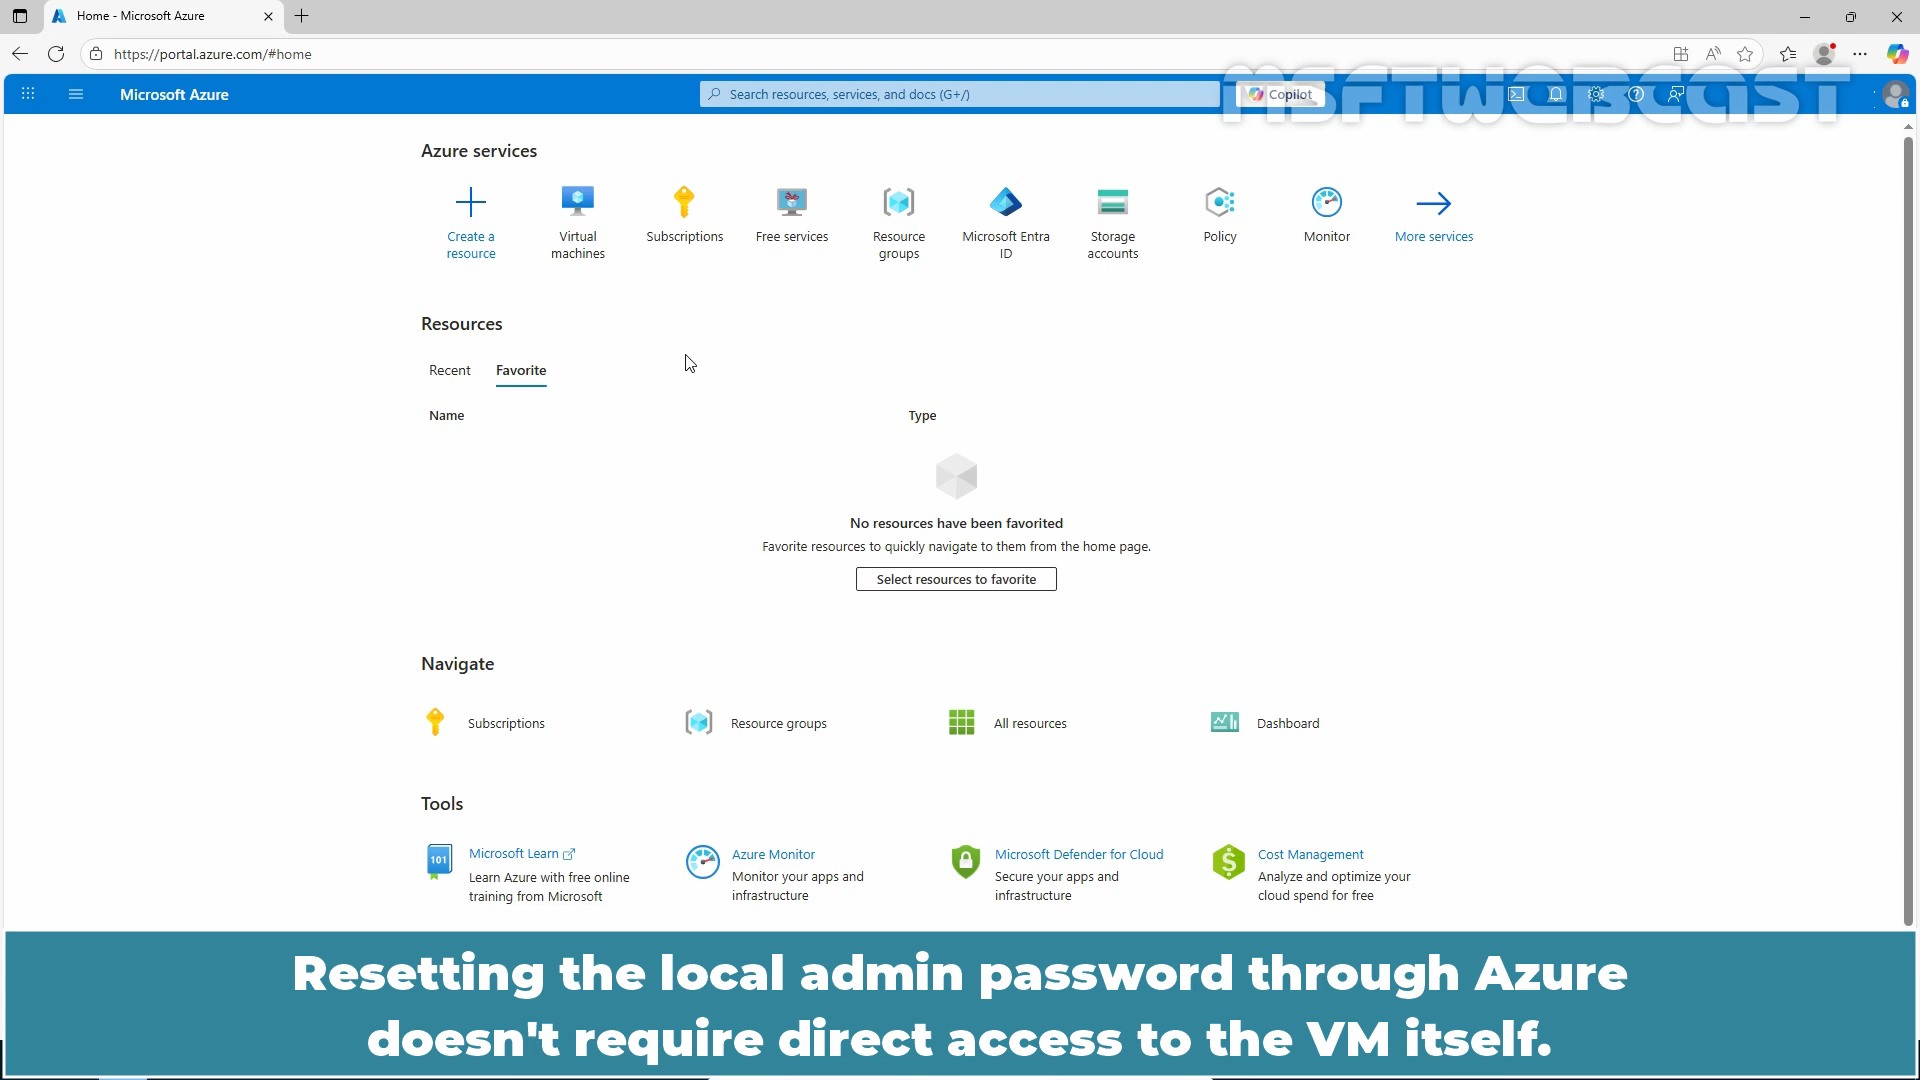 Home - Microsoft Azure
https://portal.azure.com/#home
Microsoft Azure
Search resources, services, and docs (G+/)
Copilot
MSFTWEBCAST
Azure services
Create a
resource
Virtual
machines
Subscriptions
Free services
Resource
groups
Microsoft Entra
ID
Storage
accounts
Policy
Monitor
More services
Resources
Recent
Favorite
Name
Type
No resources have been favorited
Favorite resources to quickly navigate to them from the home page.
Select resources to favorite
Navigate
Subscriptions
Resource groups
All resources
Dashboard
Tools
101
Microsoft Learn
Learn Azure with free online
training from Microsoft
Azure Monitor
Monitor your apps and
infrastructure
Microsoft Defender for Cloud
Secure your apps and
infrastructure
Cost Management
Analyze and optimize your
cloud spend for free
Resetting the local admin password through Azure
doesn't require direct access to the VM itself.